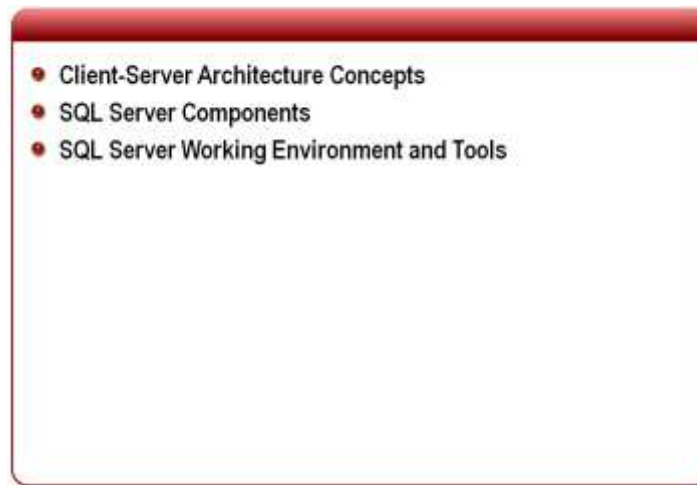 Client-Server Architecture Concepts
SQL Server Components
SQL Server Working Environment and Tools